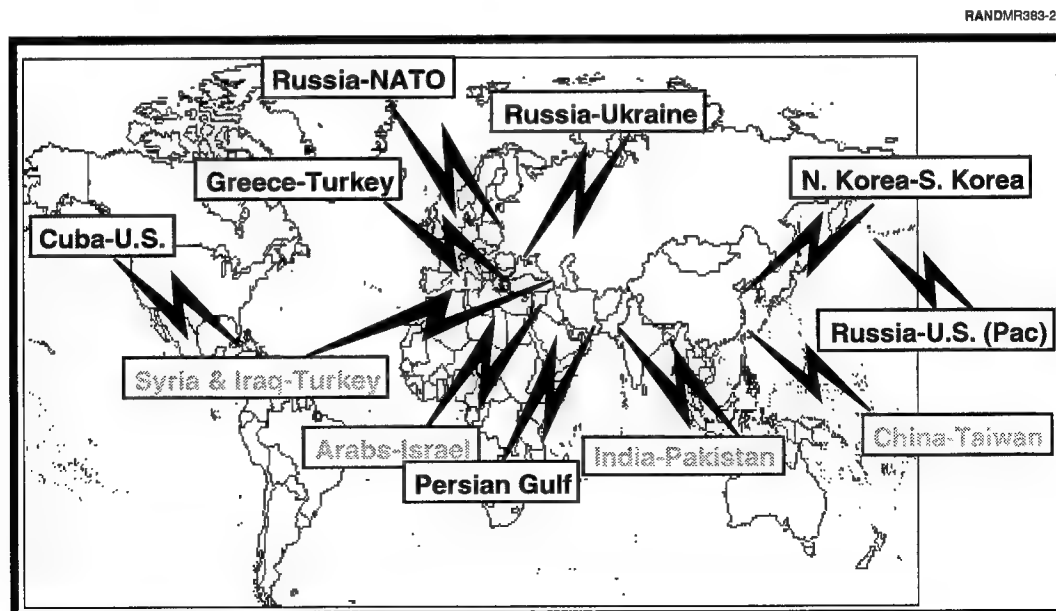 RANDMR383-2
Russia-NATO
Russia-Ukraine
Greece-Turkey
N. Korea-S. Korea
Cuba-U.S.
Russia-U.S. (Pac)
Syria & Iraq-Turkey
Arabs-Israel
India-Pakistan
China-Taiwan
Persian Gulf